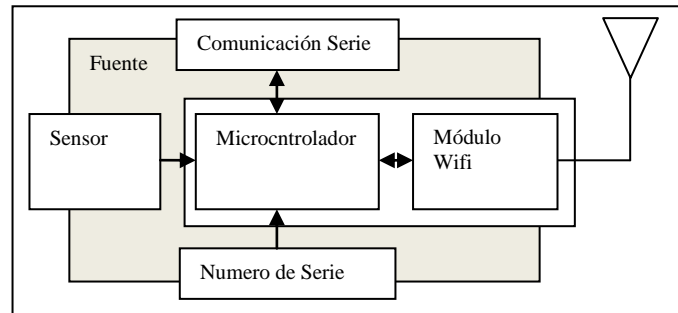 Comunicación Serie
Fuente
Sensor
Microcntrolador
Módulo
Wifi
Numero de Serie